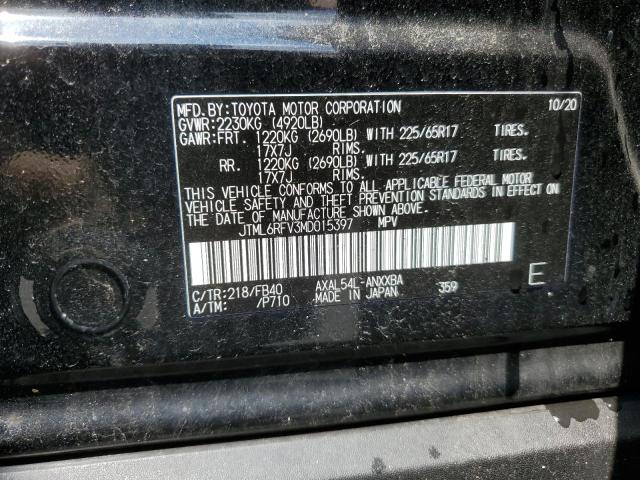 MFD.BY:TOYOTA MOTOR CORPORATION 10/20
GVWR:2230KG (4920LB)
GAWR:FRT. 1220KG (2690LB) WITH 225/65R17 TIRES.
17X7J RIMS.
RR. 1220KG (2690LB) WITH 225/65R17 TIRES.
17X7J RIMS.
THIS VEHICLE CONFORMS TO ALL APPLICABLE FEDERAL MOTOR
VEHICLE SAFETY AND THEFT PREVENTION STANDARDS IN EFFECT ON
THE DATE OF MANUFACTURE SHOWN ABOVE.
JTML6RFV3MD015397 MPV
C/TR:218/FB40 AXAL54L-ANXXBA 359 E
A/TM: /P710 MADE IN JAPAN